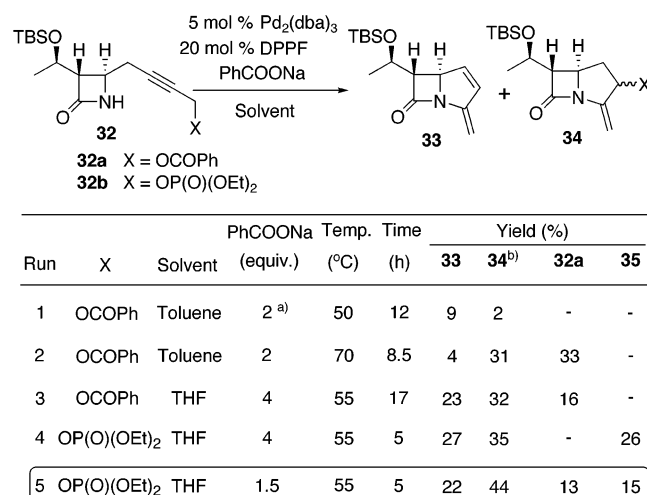 TBSO H H
O NH
X
32
32a X = OCOPh
32b X = OP(O)(OEt)2
5 mol % Pd2(dba)3
20 mol % DPPF
PhCOONa
Solvent
TBSO H H
O N
33
+
TBSO H H
X
O N
34
PhCOONa Temp. Time Yield (%)
Run X Solvent (equiv.) (°C) (h) 33 34b) 32a 35
1 OCOPh Toluene 2 a) 50 12 9 2 - -
2 OCOPh Toluene 2 70 8.5 4 31 33 -
3 OCOPh THF 4 55 17 23 32 16 -
4 OP(O)(OEt)2 THF 4 55 5 27 35 - 26
5 OP(O)(OEt)2 THF 1.5 55 5 22 44 13 15